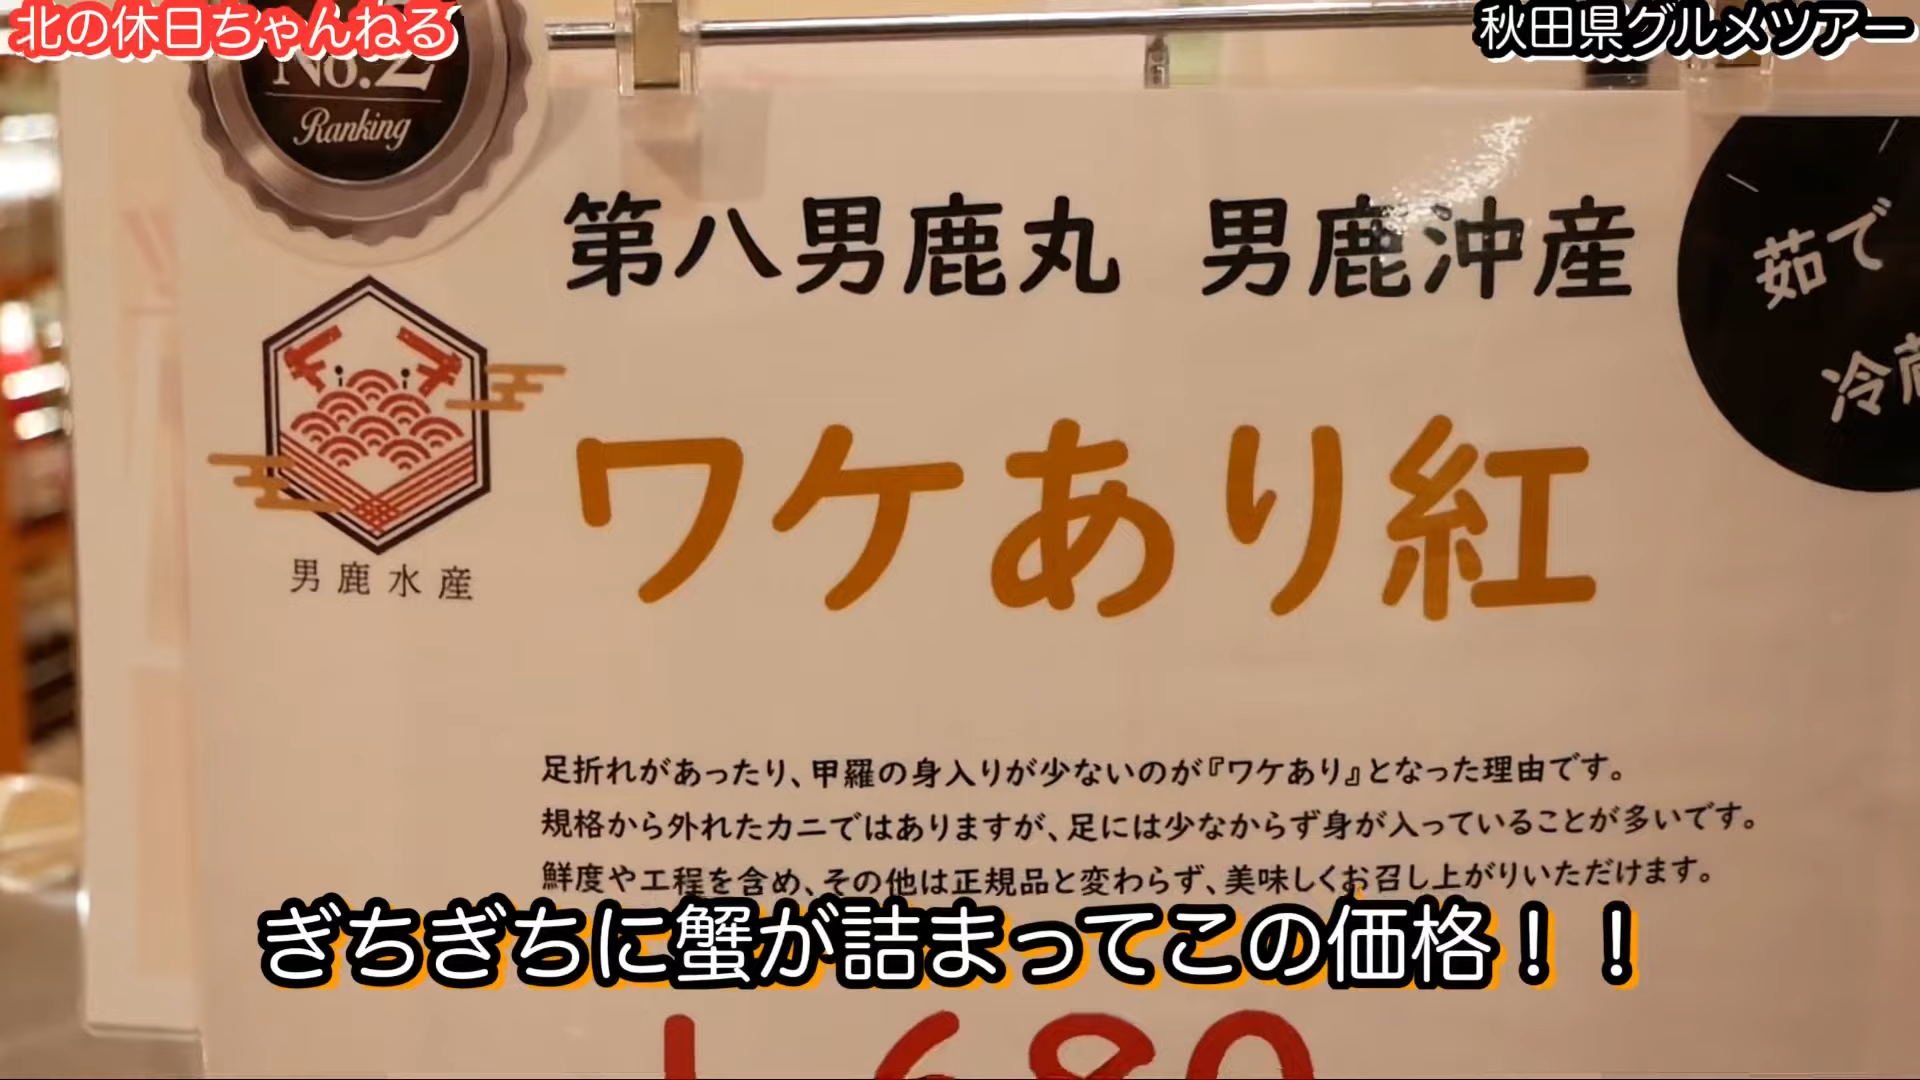 北の休日ちゃんねる
秋田県グルメツアー
No.2
Ranking
第八男鹿丸 男鹿沖産
茹で
男鹿水産
ワケあり紅
足折れがあったり、甲羅の身入りが少ないのが『ワケあり』となった理由です。
規格から外れたカニではありますが、足には少なからず身が入っていることが多いです。
鮮度や工程を含め、その他は正規品と変わらず、美味しくお召し上がりいただけます。
ぎちぎちに蟹が詰まってこの価格！！
1,680